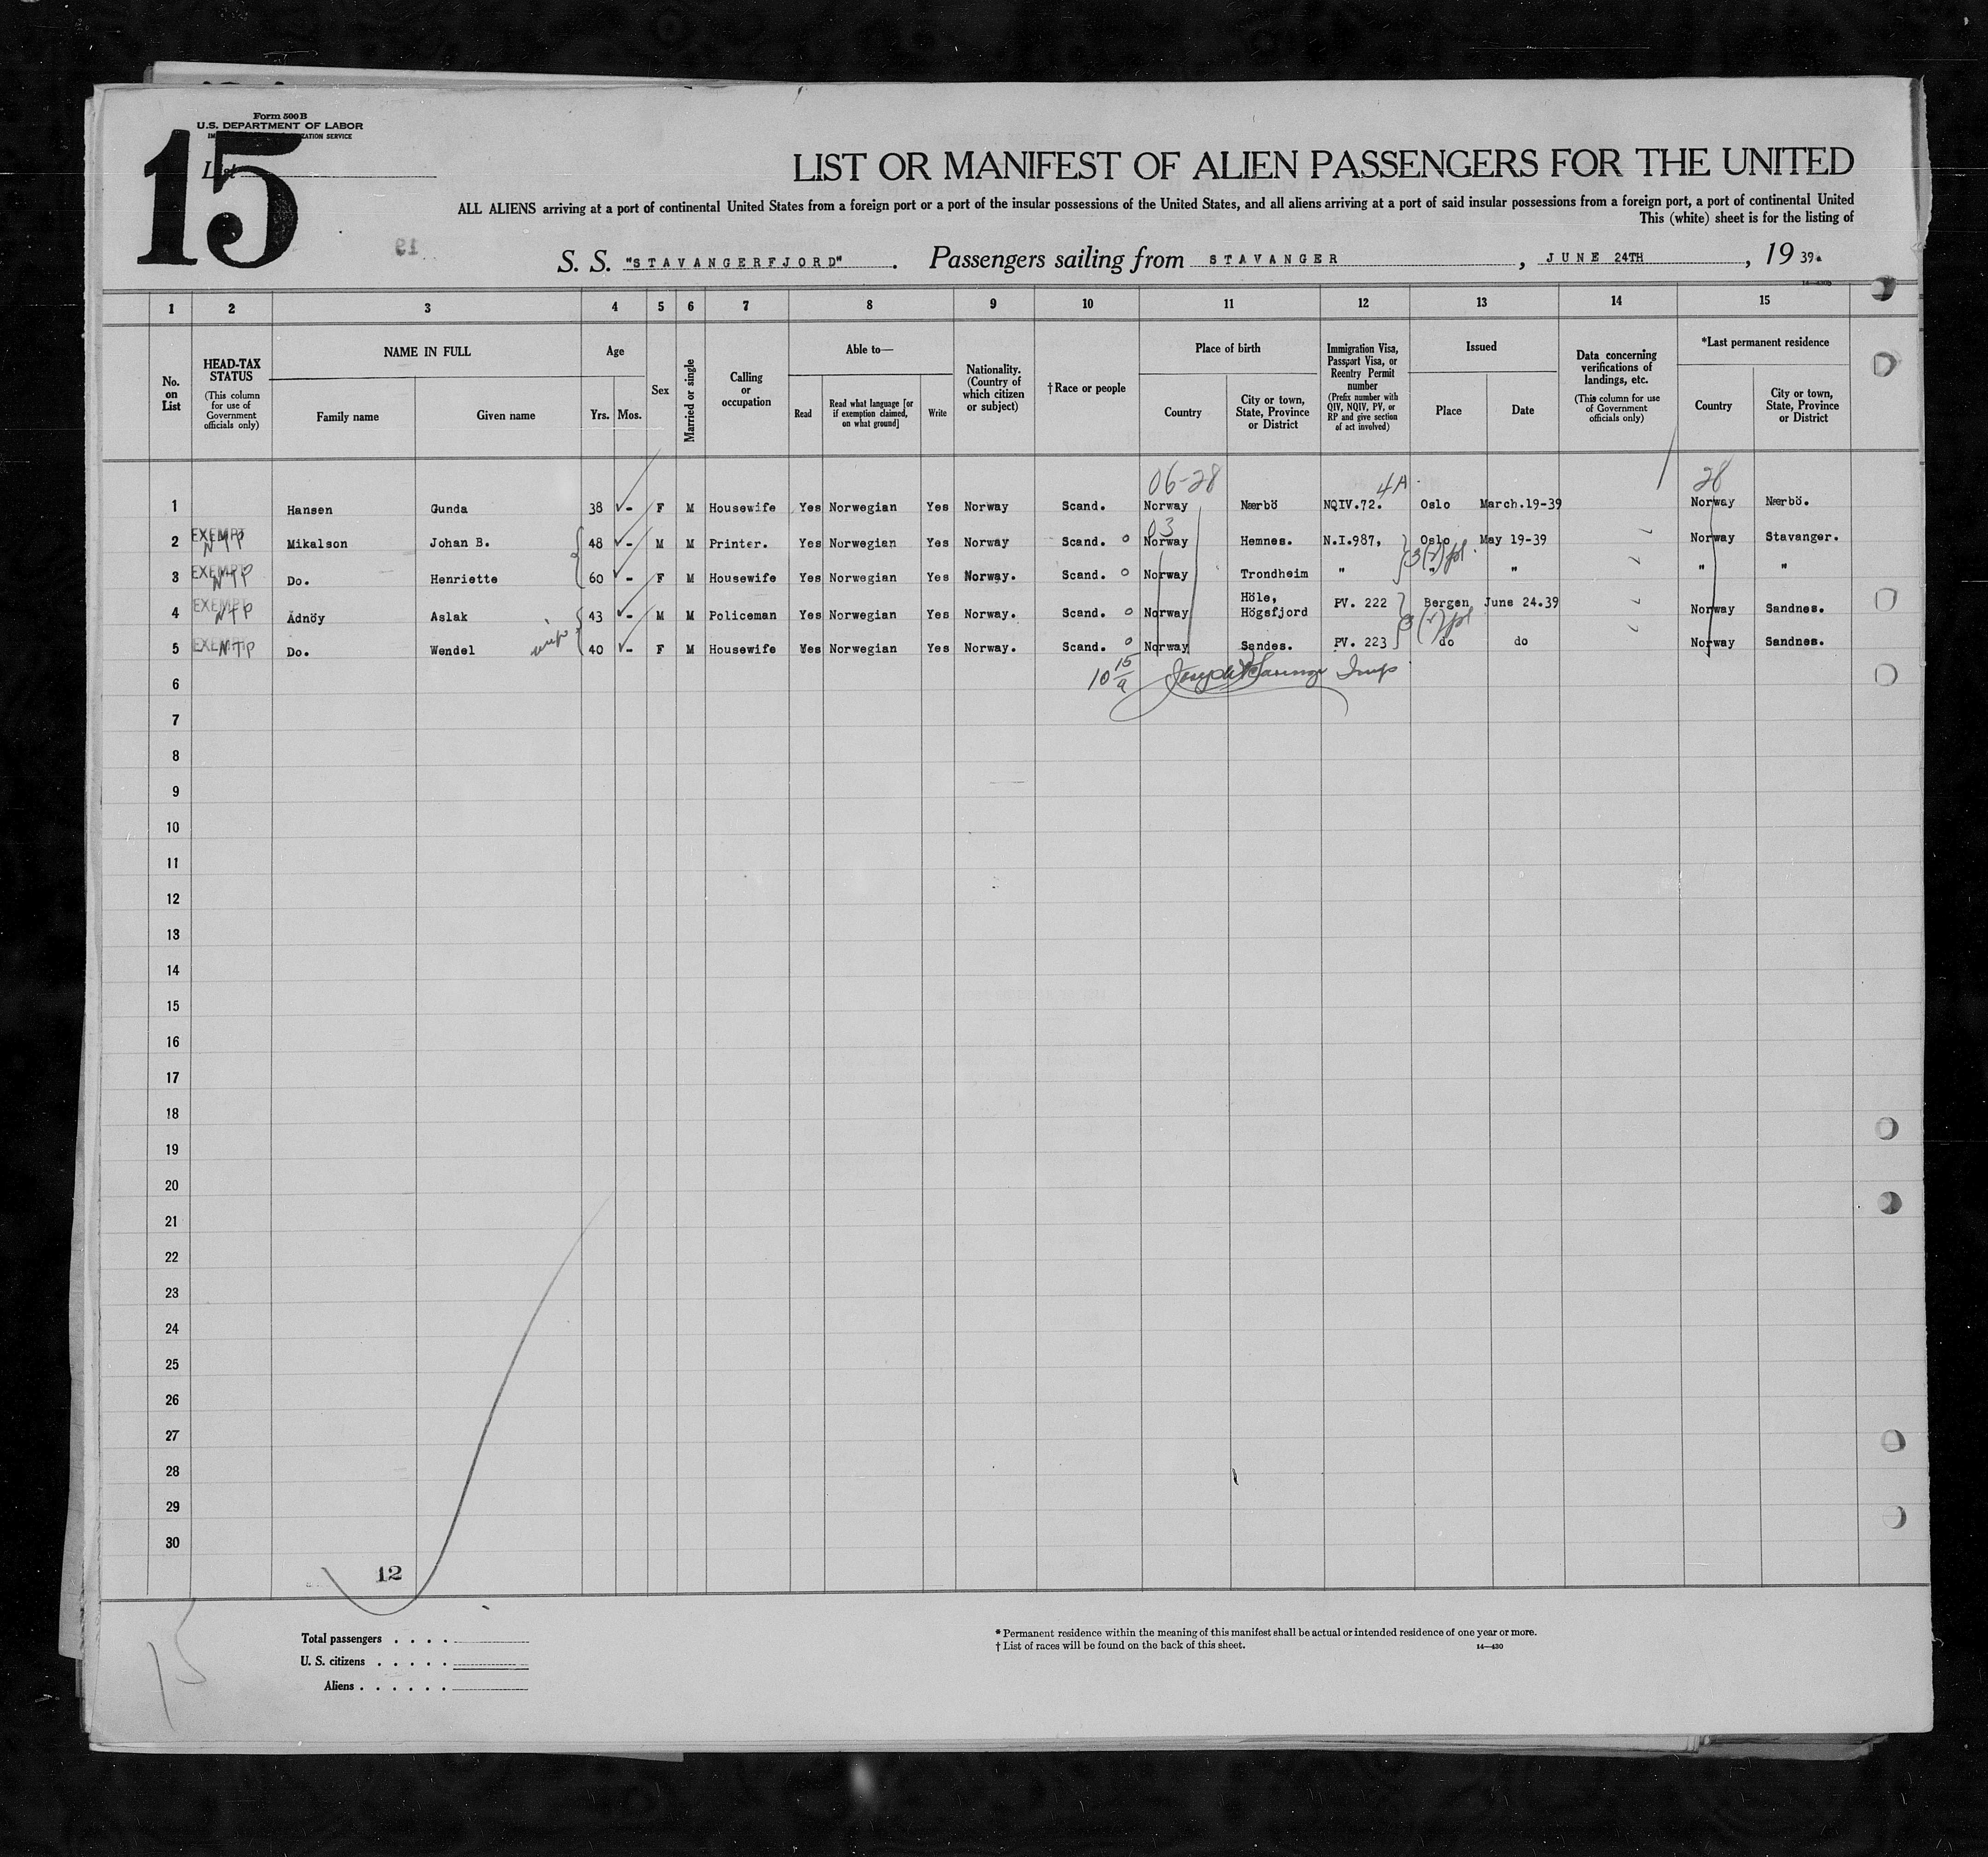 Form 500 B
U.S. DEPARTMENT OF LABOR
15
List
LIST OR MANIFEST OF ALIEN PASSENGERS FOR THE UNITED
ALL ALIENS arriving at a port of continental United States from a foreign port or a port of the insular possessions of the United States, and all aliens arriving at a port of said insular possessions from a foreign port, a port of continental United
This (white) sheet is for the listing of
S. S. "STAVANGERFJORD" . Passengers sailing from STAVANGER , JUNE 24TH , 19 39.
1 2 3 4 5 6 7 8 9 10 11 12 13 14 15
No. on List
HEAD-TAX STATUS (This column for use of Government officials only)
NAME IN FULL Family name Given name
Age Yrs. Mos.
Sex
Married or single
Calling or occupation
Able to— Read Read what language [or if exemption claimed, on what ground] Write
Nationality. (Country of which citizen or subject)
†Race or people
Place of birth Country City or town, State, Province or District
Immigration Visa, Passport Visa, or Reentry Permit number (Prefix number with QIV, NQIV, PV, or RP and give section of act involved)
Issued Place Date
Data concerning verifications of landings, etc. (This column for use of Government officials only)
*Last permanent residence Country City or town, State, Province or District
06-28 4A 28
1 Hansen Gunda 38 - F M Housewife Yes Norwegian Yes Norway Scand. Norway Nærbö NQIV.72. Oslo March.19-39 Norway Nærbö.
03
2 EXEMPT NTP Mikalson Johan B. 48 - M M Printer. Yes Norwegian Yes Norway Scand. Norway Hemnes. N.I.987, Oslo May 19-39 Norway Stavanger.
3 EXEMPT NTP Do. Henriette 60 - F M Housewife Yes Norwegian Yes Norway. Scand. Norway Trondheim " " " " "
4 EXEMPT NTP Adnöy Aslak 43 - M M Policeman Yes Norwegian Yes Norway. Scand. Norway Höle, Högsfjord PV. 222 Bergen June 24.39 Norway Sandnes.
5 EXEMPT NTP Do. Wendel 40 - F M Housewife Yes Norwegian Yes Norway. Scand. Norway Sandes. PV. 223 do do Norway Sandnes.
6
7
8
9
10
11
12
13
14
15
16
17
18
19
20
21
22
23
24
25
26
27
28
29
30
12
15
Total passengers
U. S. citizens
Aliens
* Permanent residence within the meaning of this manifest shall be actual or intended residence of one year or more.
† List of races will be found on the back of this sheet.
14—430